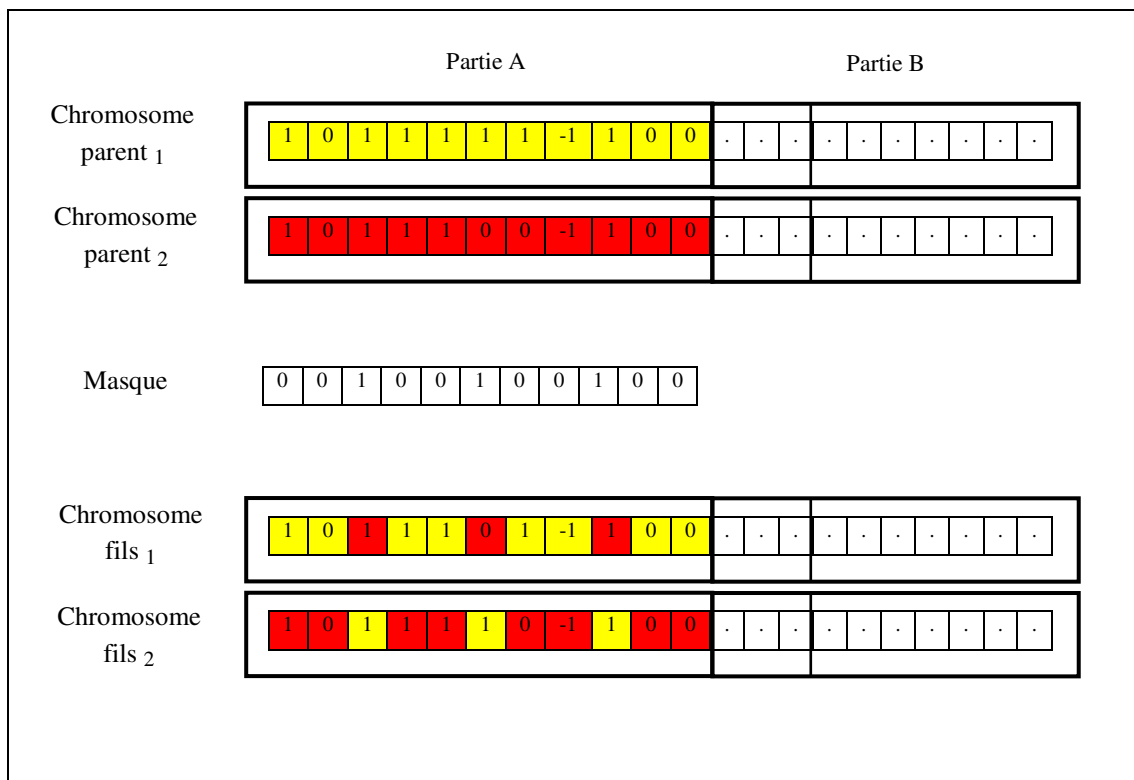 Partie A Partie B
Chromosome
parent 1
1 0 1 1 1 1 1 -1 1 0 0 . . . . . . . . . .
Chromosome
parent 2
1 0 1 1 1 0 0 -1 1 0 0 . . . . . . . . . .
Masque
0 0 1 0 0 1 0 0 1 0 0
Chromosome
fils 1
1 0 1 1 1 0 1 -1 1 0 0 . . . . . . . . . .
Chromosome
fils 2
1 0 1 1 1 1 0 -1 1 0 0 . . . . . . . . . .